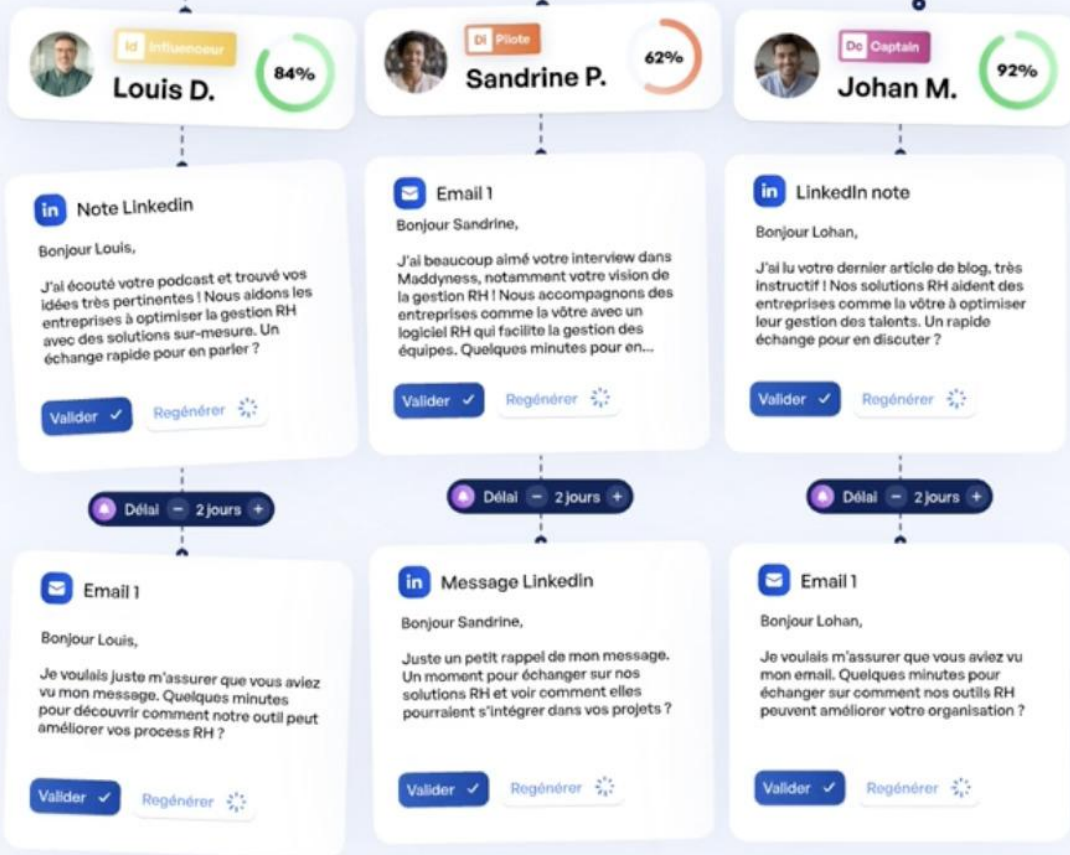 Id Influenceur
Louis D.
84%
Note Linkedin
Bonjour Louis,
J'ai écouté votre podcast et trouvé vos
idées très pertinentes ! Nous aidons les
entreprises à optimiser la gestion RH
avec des solutions sur-mesure. Un
échange rapide pour en parler ?
Valider
Regénérer
Délai - 2 jours +
Email 1
Bonjour Louis,
Je voulais juste m'assurer que vous aviez
vu mon message. Quelques minutes
pour découvrir comment notre outil peut
améliorer vos process RH ?
Valider
Regénérer
Di Pilote
Sandrine P.
62%
Email 1
Bonjour Sandrine,
J'ai beaucoup aimé votre interview dans
Maddyness, notamment votre vision de
la gestion RH ! Nous accompagnons des
entreprises comme la vôtre avec un
logiciel RH qui facilite la gestion des
équipes. Quelques minutes pour en...
Valider
Regénérer
Délai - 2 jours +
Message Linkedin
Bonjour Sandrine,
Juste un petit rappel de mon message.
Un moment pour échanger sur nos
solutions RH et voir comment elles
pourraient s'intégrer dans vos projets ?
Valider
Regénérer
Dc Captain
Johan M.
92%
LinkedIn note
Bonjour Lohan,
J'ai lu votre dernier article de blog, très
instructif ! Nos solutions RH aident des
entreprises comme la vôtre à optimiser
leur gestion des talents. Un rapide
échange pour en discuter ?
Valider
Regénérer
Délai - 2 jours +
Email 1
Bonjour Lohan,
Je voulais m'assurer que vous aviez vu
mon email. Quelques minutes pour
échanger sur comment nos outils RH
peuvent améliorer votre organisation ?
Valider
Regénérer